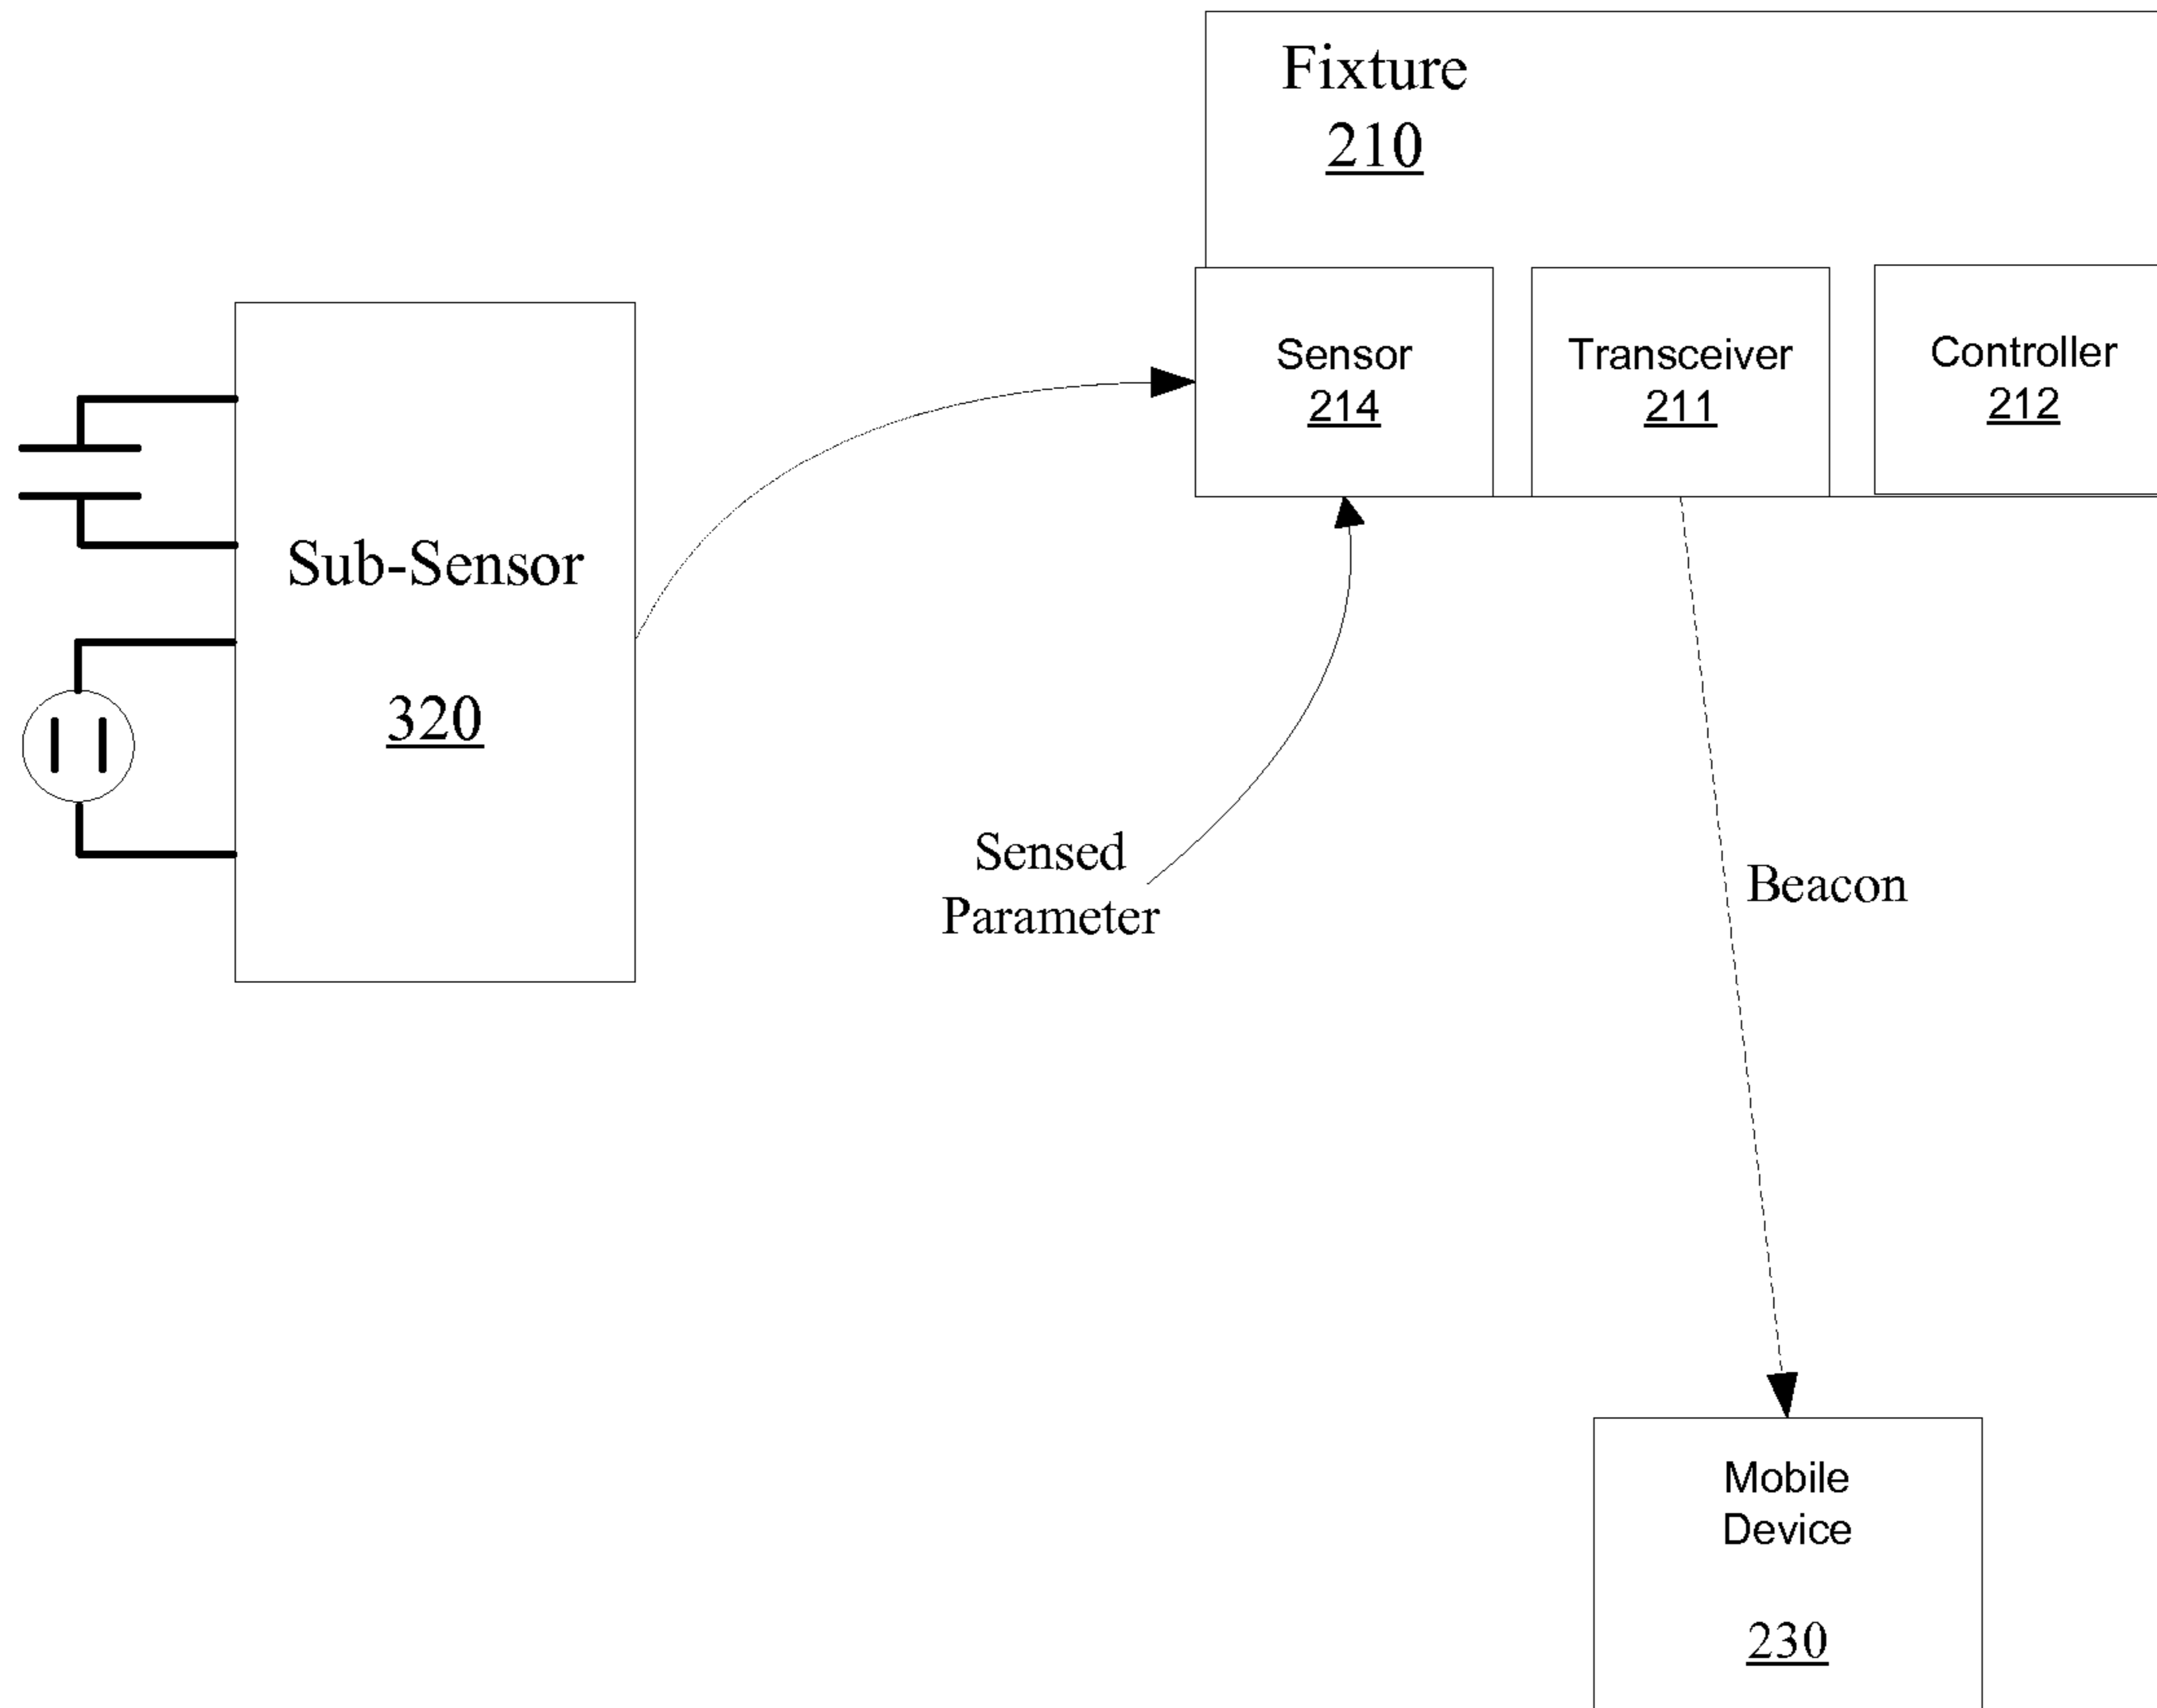 Fixture
210
Sensor
214
Transceiver
211
Controller
212
Sub-Sensor
320
Sensed
Parameter
Beacon
Mobile
Device
230